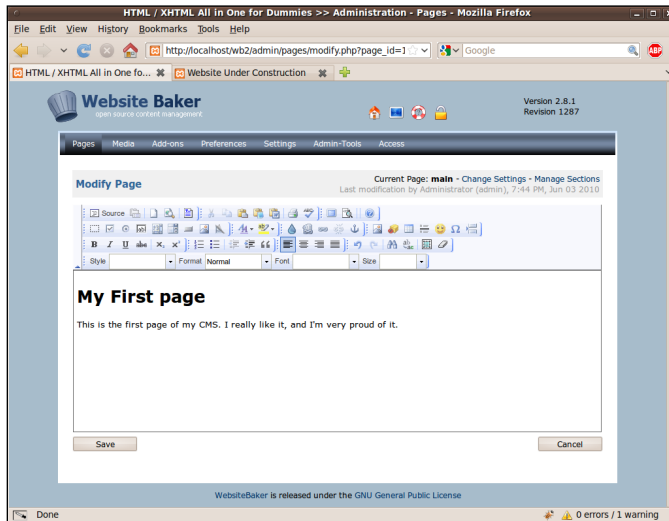 HTML / XHTML All in One for Dummies >> Administration - Pages - Mozilla Firefox
File Edit View History Bookmarks Tools Help
http://localhost/wb2/admin/pages/modify.php?page_id=1 Google ABP
HTML / XHTML All in One fo... Website Under Construction
Website Baker
open source content management
Version 2.8.1
Revision 1287
Pages Media Add-ons Preferences Settings Admin-Tools Access
Modify Page
Current Page: main - Change Settings - Manage Sections
Last modification by Administrator (admin), 7:44 PM, Jun 03 2010
Source
B I U abc x₂ x²
Style Format Normal Font Size
My First page
This is the first page of my CMS. I really like it, and I'm very proud of it.
Save Cancel
WebsiteBaker is released under the GNU General Public License
Done 0 errors / 1 warning